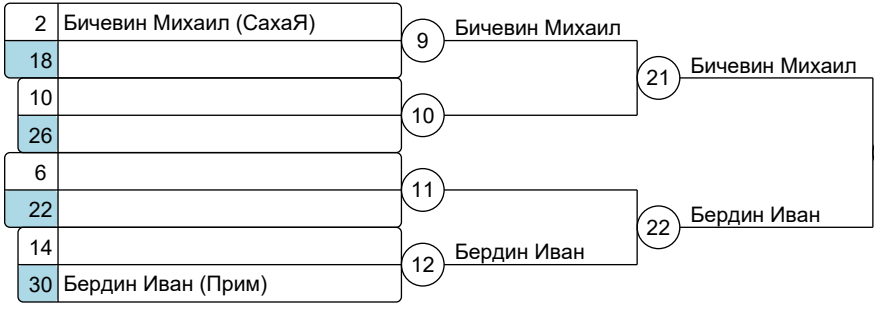 2 Бичевин Михаил (СахаЯ)
18
10
26
6
22
14
30 Бердин Иван (Прим)
9 Бичевин Михаил
10
11
12 Бердин Иван
21 Бичевин Михаил
22 Бердин Иван